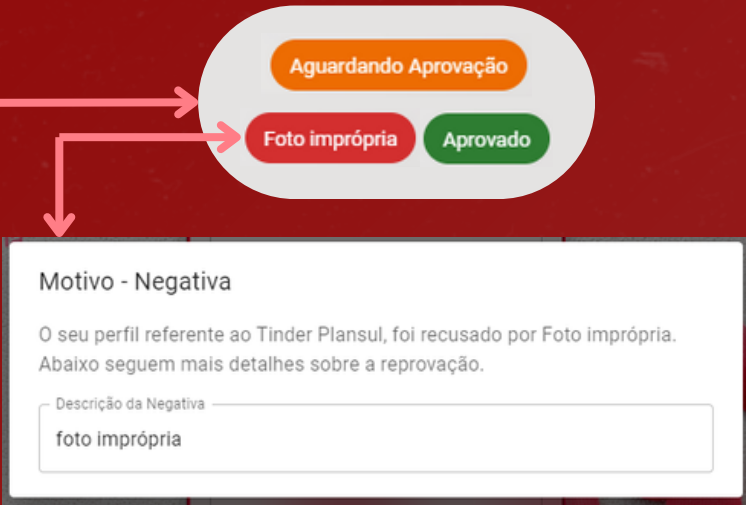 Aguardando Aprovação
Foto imprópria
Aprovado
Motivo - Negativa
O seu perfil referente ao Tinder Plansul, foi recusado por Foto imprópria.
Abaixo seguem mais detalhes sobre a reprovação.
Descrição da Negativa
foto imprópria